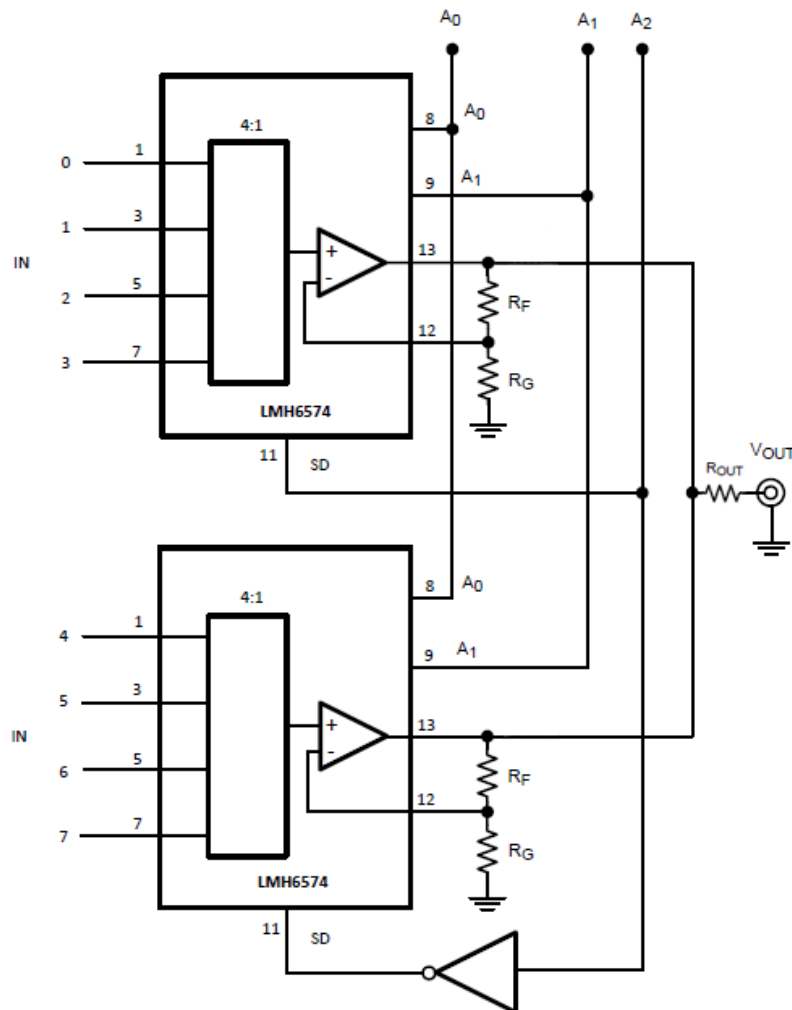 A0 A1 A2
8 A0
4:1
0 1
9 A1
1 3
+
13
IN
-
2 5
RF
12
3 7
RG
LMH6574
11 SD
ROUT VOUT
8 A0
4:1
4 1
9 A1
5 3
+
13
IN
-
6 5
RF
12
7 7
RG
LMH6574
11 SD